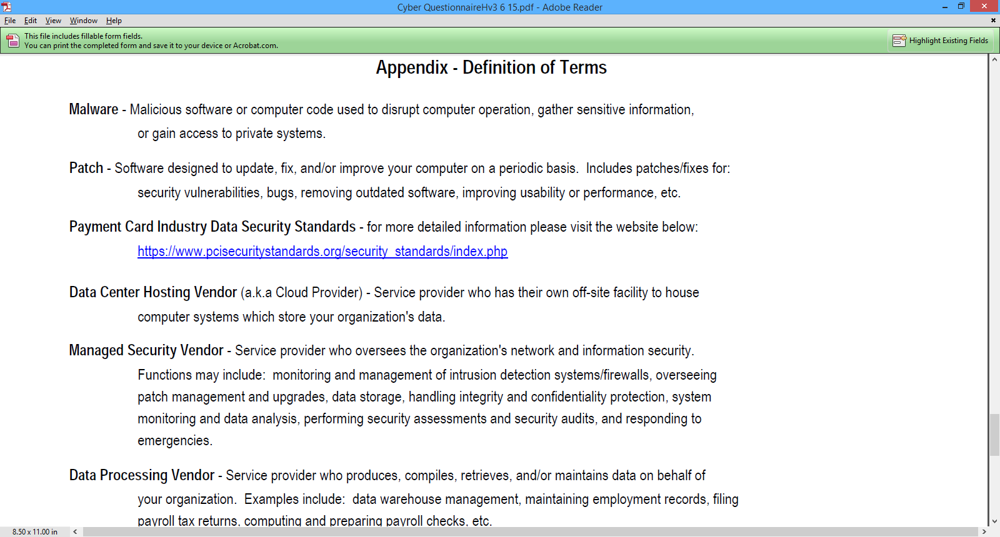 Cyber QuestionnaireHv3 6 15.pdf - Adobe Reader
File Edit View Window Help
This file includes fillable form fields.
You can print the completed form and save it to your device or Acrobat.com.
Highlight Existing Fields
Appendix - Definition of Terms
Malware - Malicious software or computer code used to disrupt computer operation, gather sensitive information,
or gain access to private systems.
Patch - Software designed to update, fix, and/or improve your computer on a periodic basis.  Includes patches/fixes for:
security vulnerabilities, bugs, removing outdated software, improving usability or performance, etc.
Payment Card Industry Data Security Standards - for more detailed information please visit the website below:
https://www.pcisecuritystandards.org/security_standards/index.php
Data Center Hosting Vendor (a.k.a Cloud Provider) - Service provider who has their own off-site facility to house
computer systems which store your organization's data.
Managed Security Vendor - Service provider who oversees the organization's network and information security.
Functions may include:  monitoring and management of intrusion detection systems/firewalls, overseeing
patch management and upgrades, data storage, handling integrity and confidentiality protection, system
monitoring and data analysis, performing security assessments and security audits, and responding to
emergencies.
Data Processing Vendor - Service provider who produces, compiles, retrieves, and/or maintains data on behalf of
your organization.  Examples include:  data warehouse management, maintaining employment records, filing
payroll tax returns, computing and preparing payroll checks, etc.
8.50 x 11.00 in